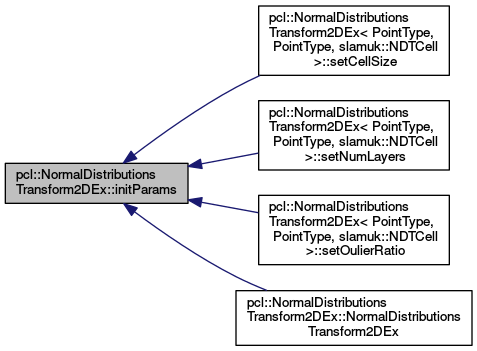 pcl::NormalDistributions
Transform2DEx< PointType,
PointType, slamuk::NDTCell
>::setCellSize
pcl::NormalDistributions
Transform2DEx< PointType,
PointType, slamuk::NDTCell
>::setNumLayers
pcl::NormalDistributions
Transform2DEx::initParams
pcl::NormalDistributions
Transform2DEx< PointType,
PointType, slamuk::NDTCell
>::setOulierRatio
pcl::NormalDistributions
Transform2DEx::NormalDistributions
Transform2DEx